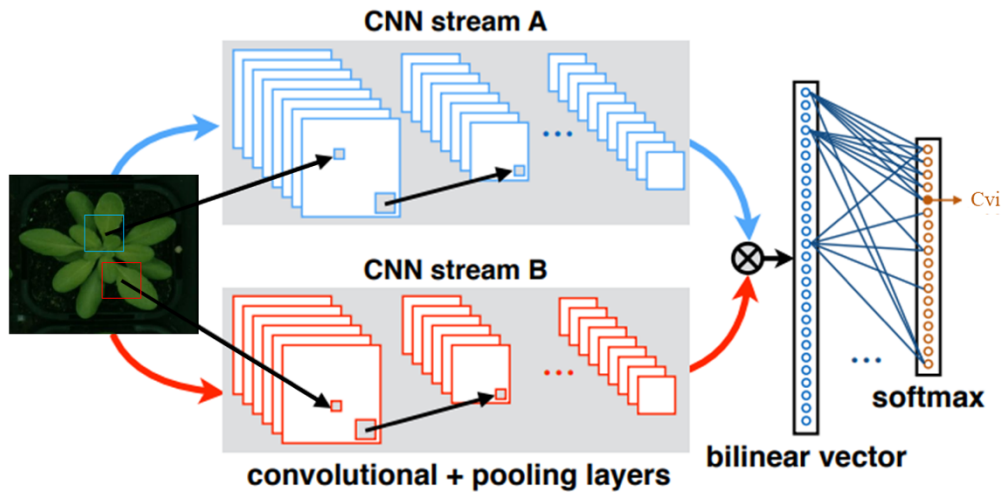 CNN stream A
CNN stream B
convolutional + pooling layers
bilinear vector
softmax
Cvi